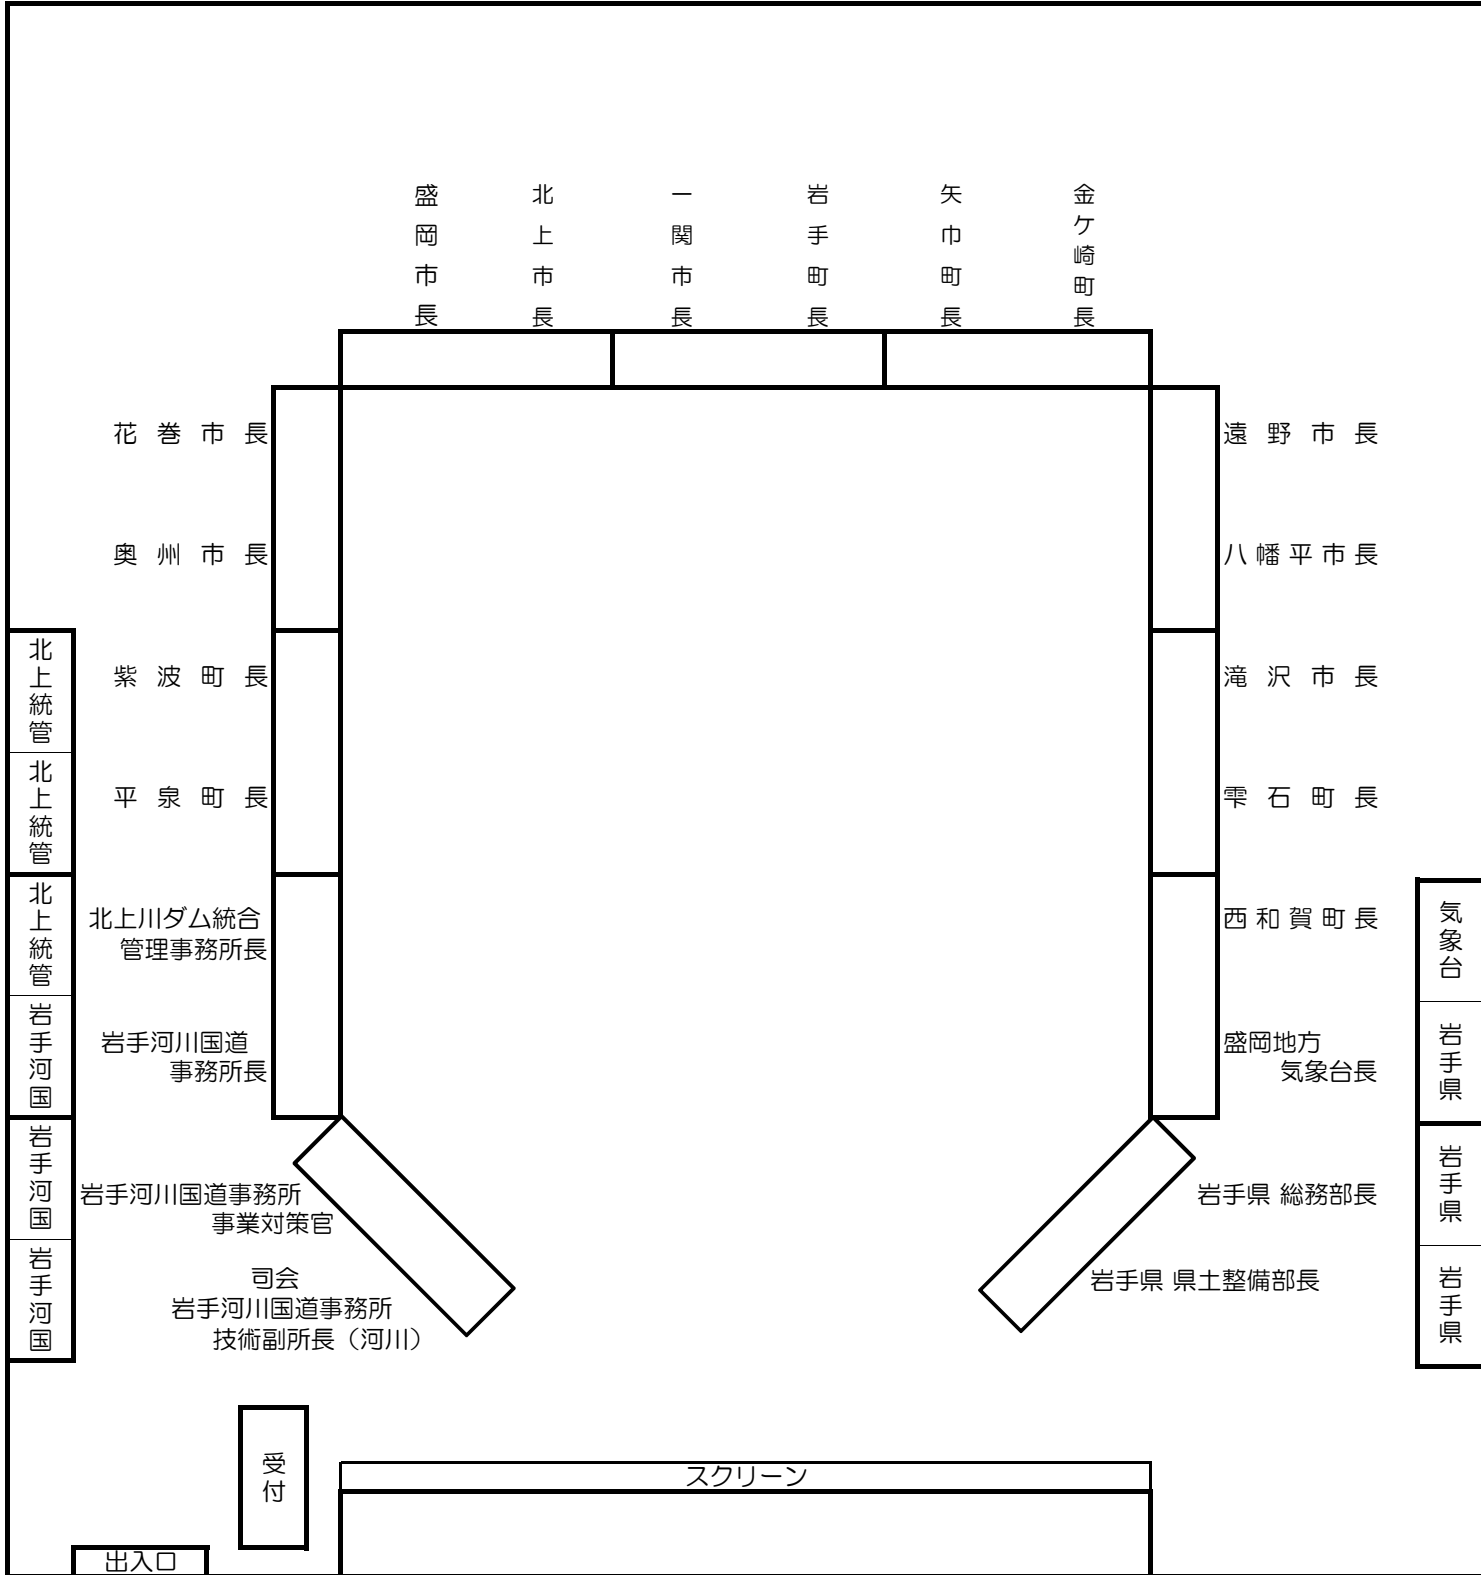 盛岡市長
北上市長
一関市長
岩手町長
矢巾町長
金ケ崎町長
花巻市長
奥州市長
紫波町長
平泉町長
北上川ダム統合
管理事務所長
岩手河川国道
事務所長
岩手河川国道事務所
事業対策官
司会
岩手河川国道事務所
技術副所長（河川）
遠野市長
八幡平市長
滝沢市長
雫石町長
西和賀町長
盛岡地方
気象台長
岩手県 総務部長
岩手県 県土整備部長
北上統管
北上統管
北上統管
岩手河国
岩手河国
岩手河国
気象台
岩手県
岩手県
岩手県
受付
スクリーン
出入口